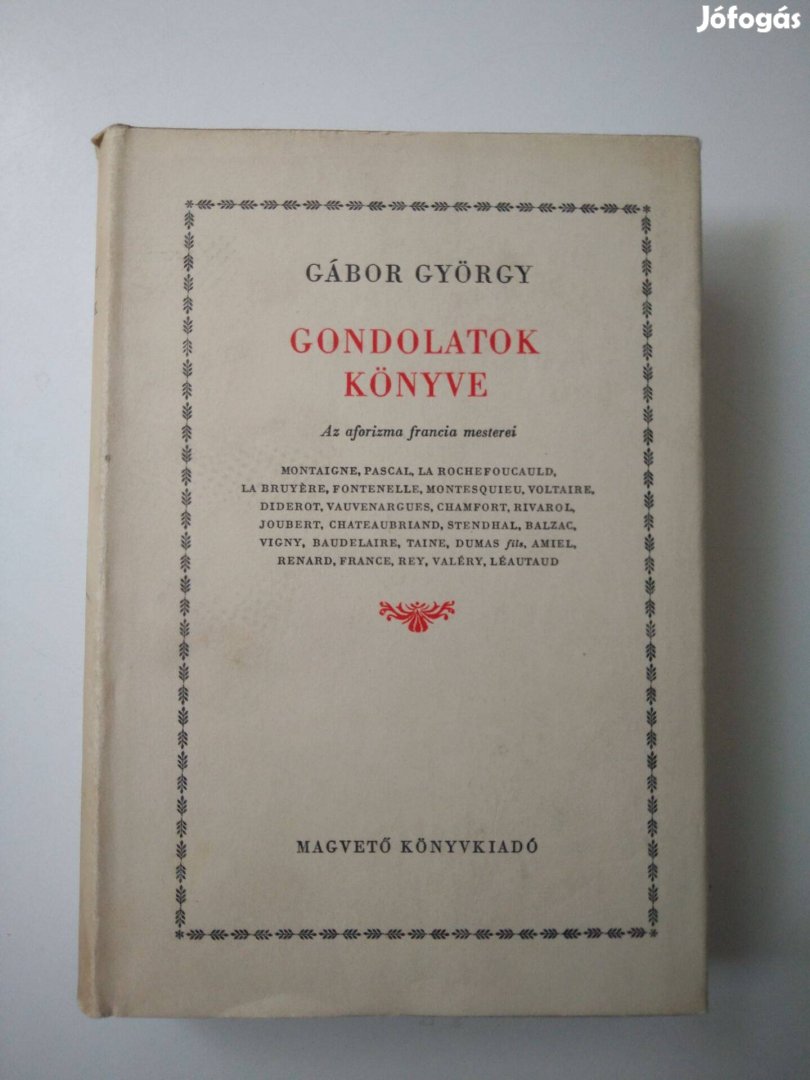 Jófogás
GÁBOR GYÖRGY
GONDOLATOK
KÖNYVE
Az aforizma francia mesterei
MONTAIGNE, PASCAL, LA ROCHEFOUCAULD,
LA BRUYÈRE, FONTENELLE, MONTESQUIEU, VOLTAIRE,
DIDEROT, VAUVENARGUES, CHAMFORT, RIVAROL,
JOUBERT, CHATEAUBRIAND, STENDHAL, BALZAC,
VIGNY, BAUDELAIRE, TAINE, DUMAS fils, AMIEL,
RENARD, FRANCE, REY, VALÉRY, LÉAUTAUD
MAGVETŐ KÖNYVKIADÓ